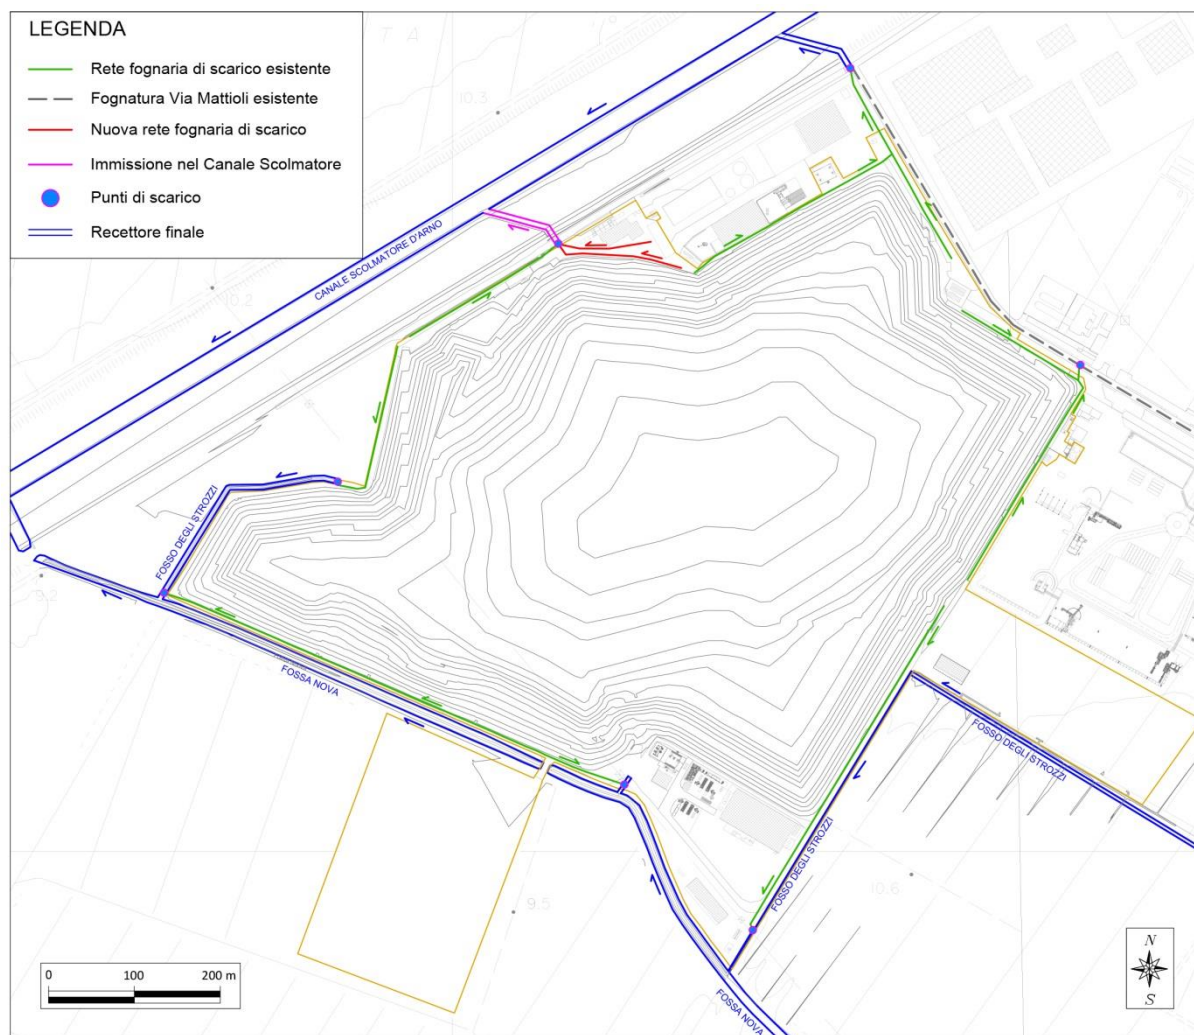 LEGENDA
Rete fognaria di scarico esistente
Fognatura Via Mattioli esistente
Nuova rete fognaria di scarico
Immissione nel Canale Scolmatore
Punti di scarico
Recettore finale
T A
10.3
10.2
CANALE SCOLMATORE D'ARNO
FOSSO DEGLI STROZZI
9.2
FOSSA NOVA
FOSSO DEGLI STROZZI
FOSSO DEGLI STROZZI
10.6
9.5
FOSSA NOVA
0 100 200 m
N
S